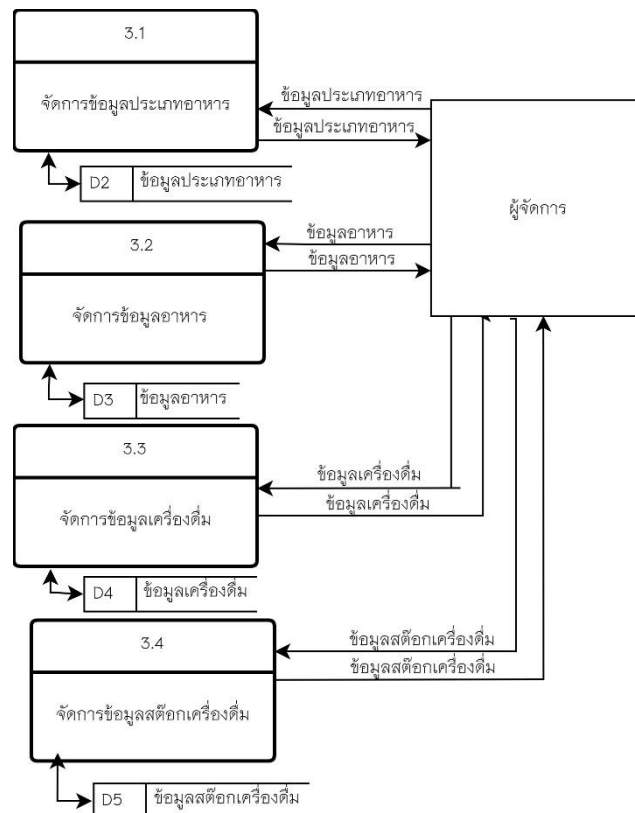 3.1
จัดการข้อมูลประเภทอาหาร
ข้อมูลประเภทอาหาร
ข้อมูลประเภทอาหาร
D2 ข้อมูลประเภทอาหาร
ผู้จัดการ
3.2
จัดการข้อมูลอาหาร
ข้อมูลอาหาร
ข้อมูลอาหาร
D3 ข้อมูลอาหาร
3.3
จัดการข้อมูลเครื่องดื่ม
ข้อมูลเครื่องดื่ม
ข้อมูลเครื่องดื่ม
D4 ข้อมูลเครื่องดื่ม
3.4
จัดการข้อมูลสต๊อกเครื่องดื่ม
ข้อมูลสต๊อกเครื่องดื่ม
ข้อมูลสต๊อกเครื่องดื่ม
D5 ข้อมูลสต๊อกเครื่องดื่ม